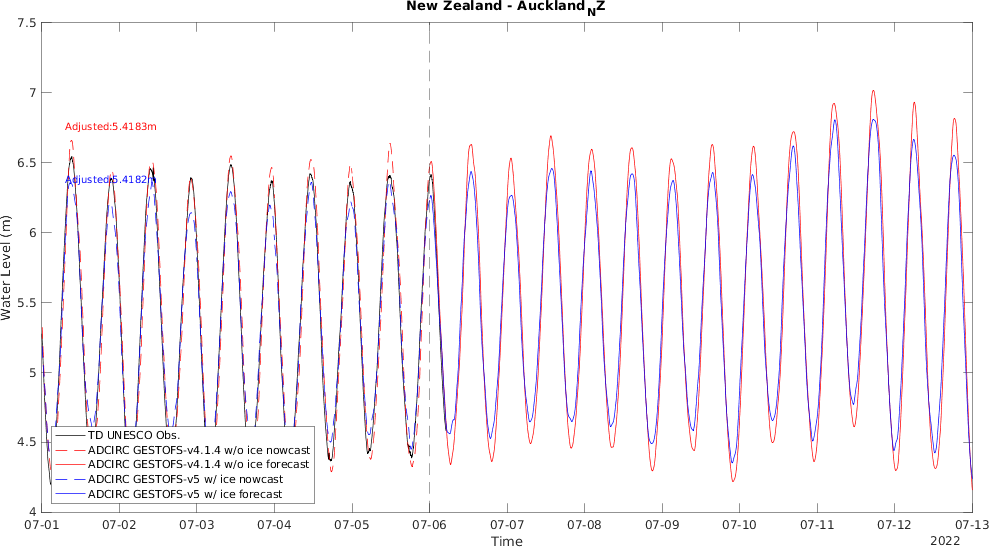 New Zealand - Auckland_NZ
7.5
7
6.5
6
5.5
5
4.5
4
Water Level (m)
Adjusted:5.4183m
Adjusted:5.4182m
TD UNESCO Obs.
ADCIRC GESTOFS-v4.1.4 w/o ice nowcast
ADCIRC GESTOFS-v4.1.4 w/o ice forecast
ADCIRC GESTOFS-v5 w/ ice nowcast
ADCIRC GESTOFS-v5 w/ ice forecast
07-01 07-02 07-03 07-04 07-05 07-06 07-07 07-08 07-09 07-10 07-11 07-12 07-13
Time
2022